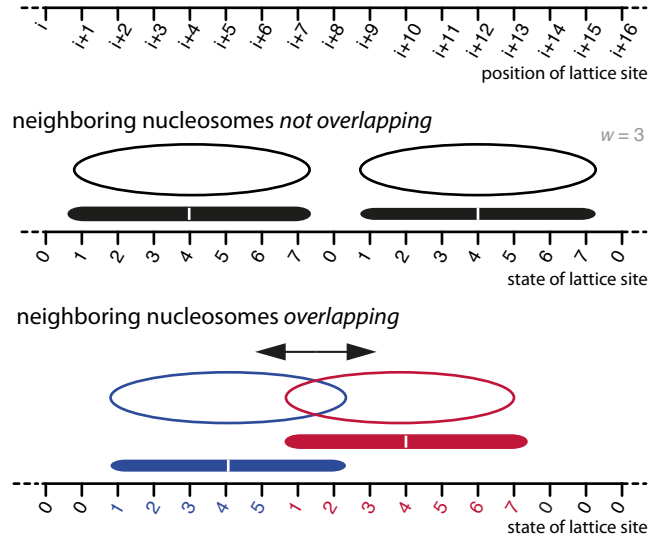 i i+1 i+2 i+3 i+4 i+5 i+6 i+7 i+8 i+9 i+10 i+11 i+12 i+13 i+14 i+15 i+16
position of lattice site
neighboring nucleosomes not overlapping
w = 3
0 1 2 3 4 5 6 7 0 1 2 3 4 5 6 7 0
state of lattice site
neighboring nucleosomes overlapping
0 0 1 2 3 4 5 1 2 3 4 5 6 7 0 0 0
state of lattice site